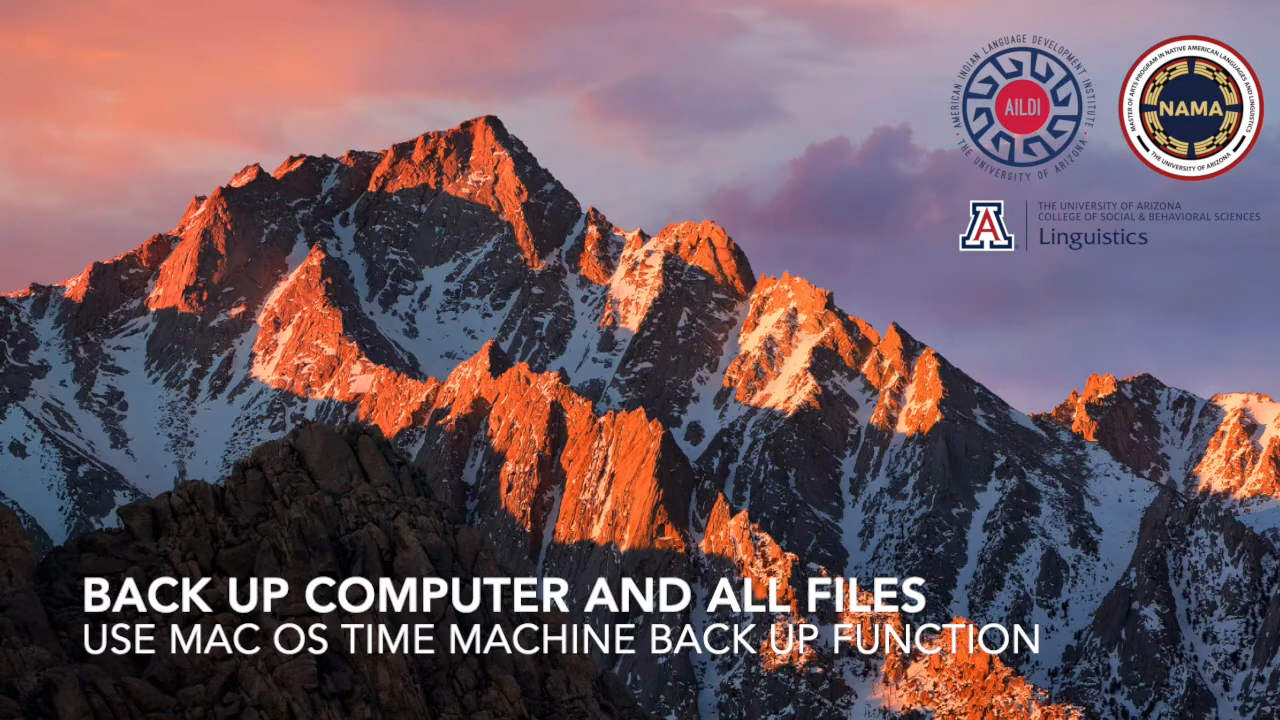 AMERICAN INDIAN LANGUAGE DEVELOPMENT INSTITUTE
AILDI
• THE UNIVERSITY OF ARIZONA •
MASTER OF ARTS PROGRAM IN NATIVE AMERICAN LANGUAGES AND LINGUISTICS
NAMA
THE UNIVERSITY OF ARIZONA
A
THE UNIVERSITY OF ARIZONA
COLLEGE OF SOCIAL & BEHAVIORAL SCIENCES
Linguistics
BACK UP COMPUTER AND ALL FILES
USE MAC OS TIME MACHINE BACK UP FUNCTION